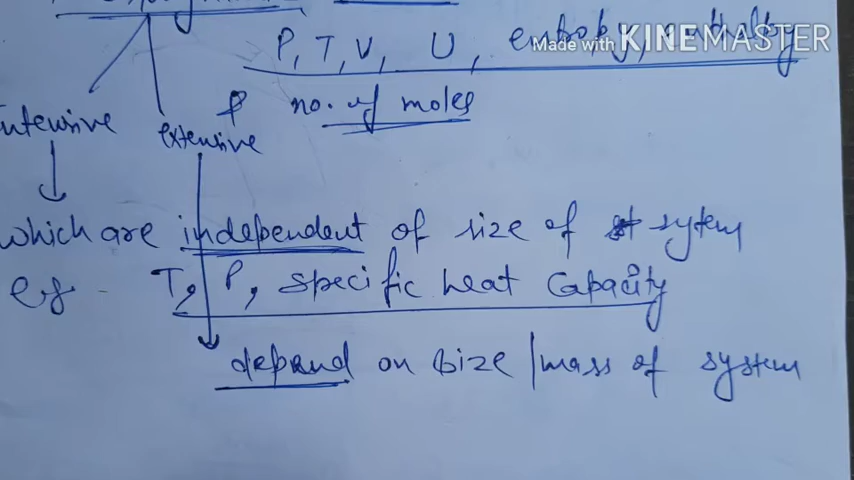 P, T, V, U, entropy, enthalpy
Made with KINEMASTER
& no. of moles
intensive extensive
which are independent of size of system
eg - T, P, specific heat capacity
depend on size / mass of system